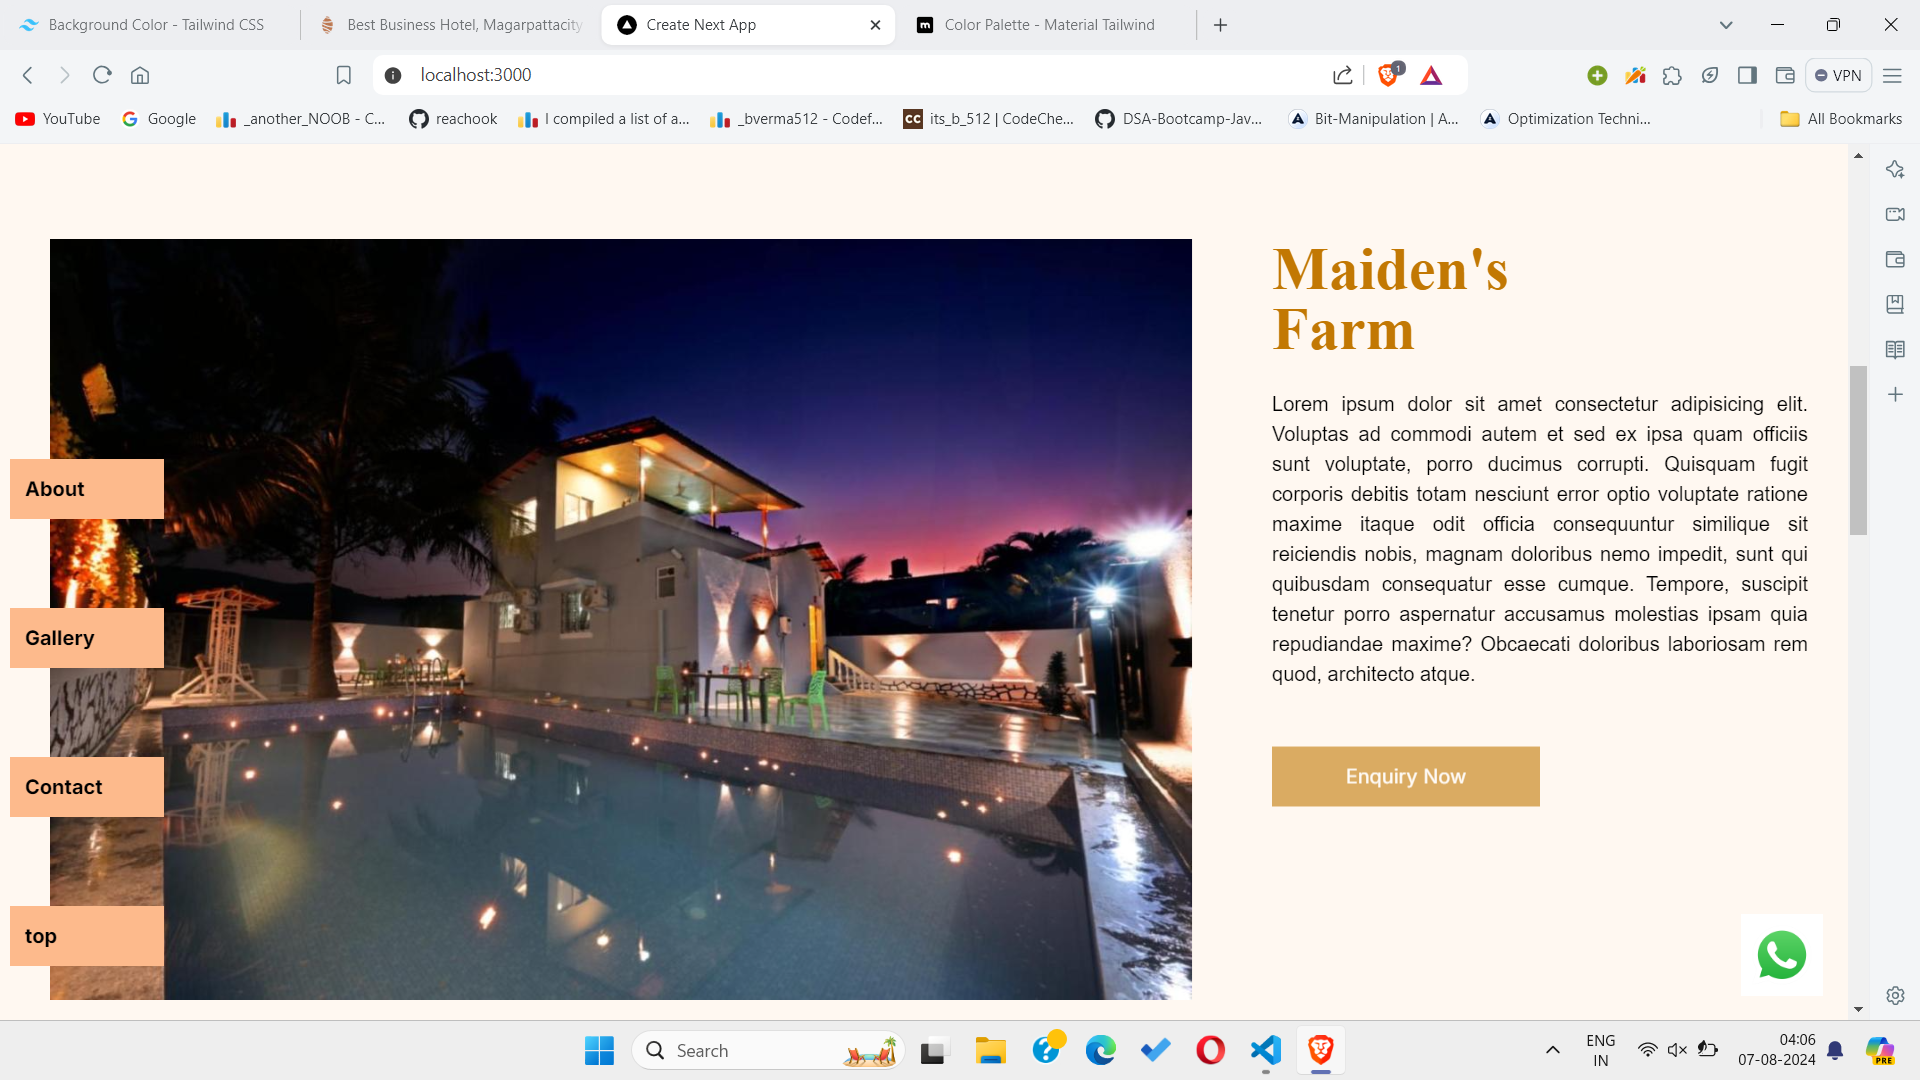 Background Color - Tailwind CSS
Best Business Hotel, Magarpattacity
Create Next App
m
Color Palette - Material Tailwind
localhost:3000
1
VPN
YouTube
Google
_another_NOOB - C...
reachook
I compiled a list of a...
_bverma512 - Codef...
CC
its_b_512 | CodeChe...
DSA-Bootcamp-Jav...
Bit-Manipulation | A...
Optimization Techni...
All Bookmarks
Maiden's
Farm
Lorem ipsum dolor sit amet consectetur adipisicing elit.
Voluptas ad commodi autem et sed ex ipsa quam officiis
sunt voluptate, porro ducimus corrupti. Quisquam fugit
corporis debitis totam nesciunt error optio voluptate ratione
maxime itaque odit officia consequuntur similique sit
reiciendis nobis, magnam doloribus nemo impedit, sunt qui
quibusdam consequatur esse cumque. Tempore, suscipit
tenetur porro aspernatur accusamus molestias ipsam quia
repudiandae maxime? Obcaecati doloribus laboriosam rem
quod, architecto atque.
Enquiry Now
About
Gallery
Contact
top
Search
ENG
IN
04:06
07-08-2024
PRE